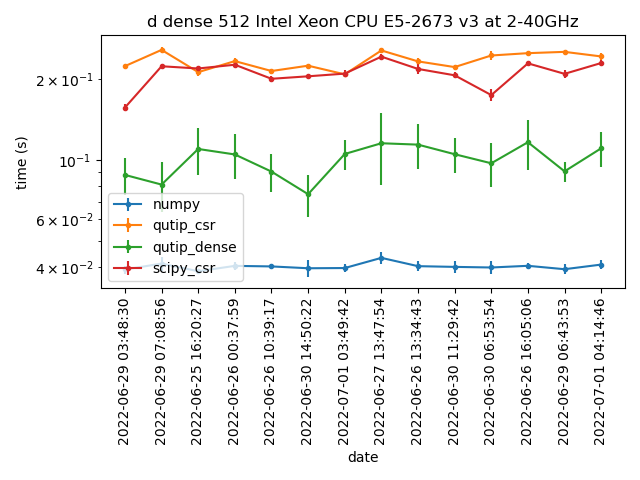 d dense 512 Intel Xeon CPU E5-2673 v3 at 2-40GHz
time (s)
2 × 10⁻¹
10⁻¹
6 × 10⁻²
4 × 10⁻²
numpy
qutip_csr
qutip_dense
scipy_csr
2022-06-29 03:48:30
2022-06-29 07:08:56
2022-06-25 16:20:27
2022-06-26 00:37:59
2022-06-26 10:39:17
2022-06-30 14:50:22
2022-07-01 03:49:42
2022-06-27 13:47:54
2022-06-26 13:34:43
2022-06-30 11:29:42
2022-06-30 06:53:54
2022-06-26 16:05:06
2022-06-29 06:43:53
2022-07-01 04:14:46
date